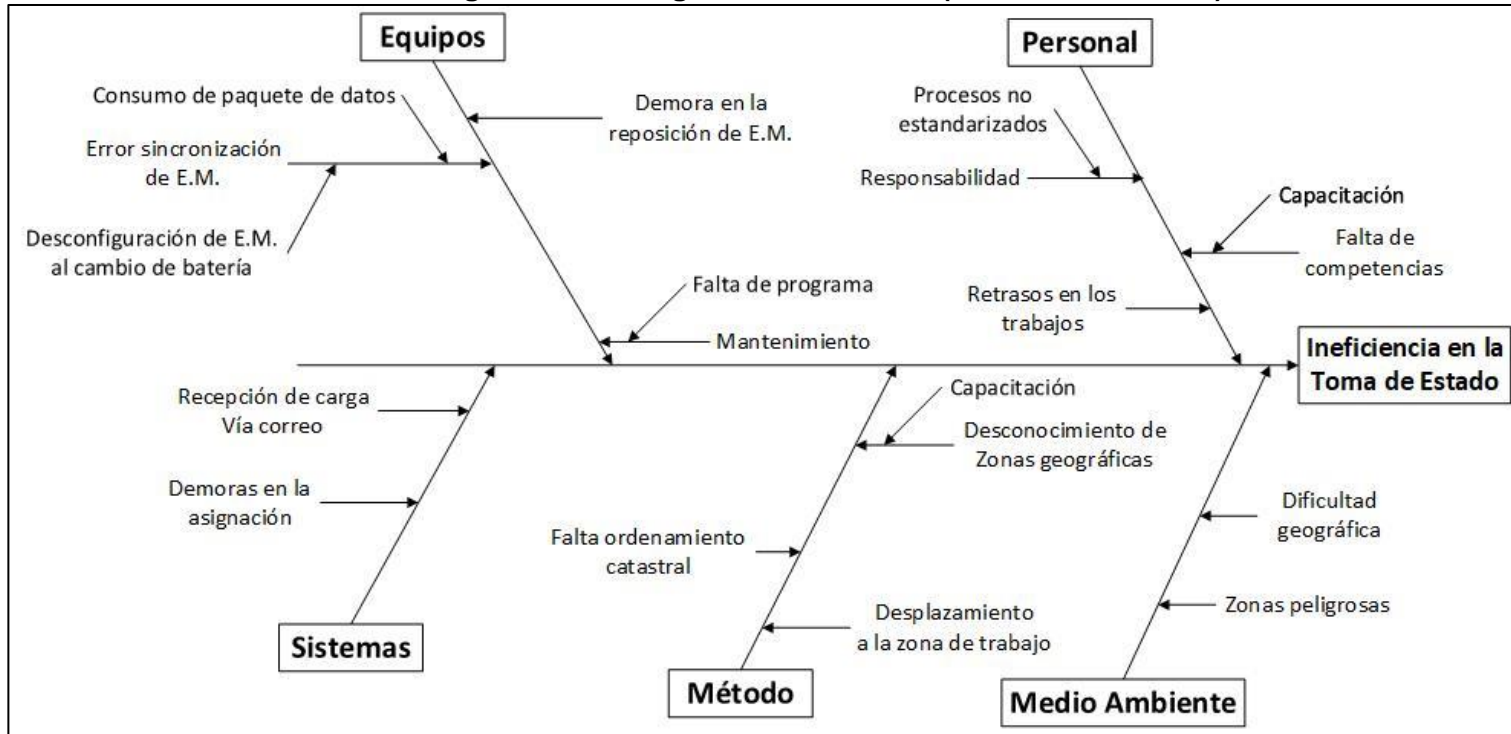 Equipos
Personal
Consumo de paquete de datos
Demora en la
reposición de E.M.
Procesos no
estandarizados
Error sincronización
de E.M.
Responsabilidad
Capacitación
Desconfiguración de E.M.
al cambio de batería
Falta de
competencias
Falta de programa
Retrasos en los
trabajos
Mantenimiento
Ineficiencia en la
Toma de Estado
Recepción de carga
Vía correo
Capacitación
Desconocimiento de
Zonas geográficas
Demoras en la
asignación
Dificultad
geográfica
Falta ordenamiento
catastral
Zonas peligrosas
Desplazamiento
a la zona de trabajo
Sistemas
Método
Medio Ambiente